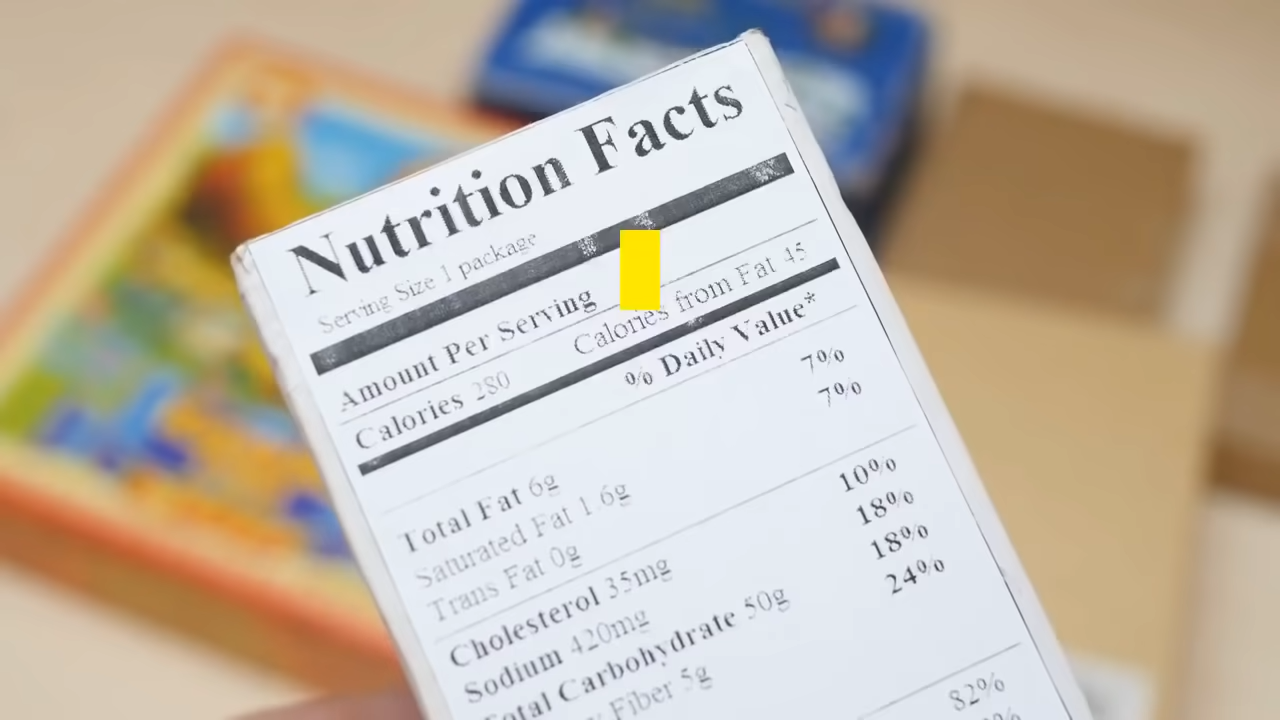 Nutrition Facts
Serving Size 1 package
Amount Per Serving
Calories 280 Calories from Fat 45
% Daily Value*
Total Fat 6g 7%
Saturated Fat 1.6g 7%
Trans Fat 0g
Cholesterol 35mg 10%
Sodium 420mg 18%
Total Carbohydrate 50g 18%
Fiber 5g 24%
82%